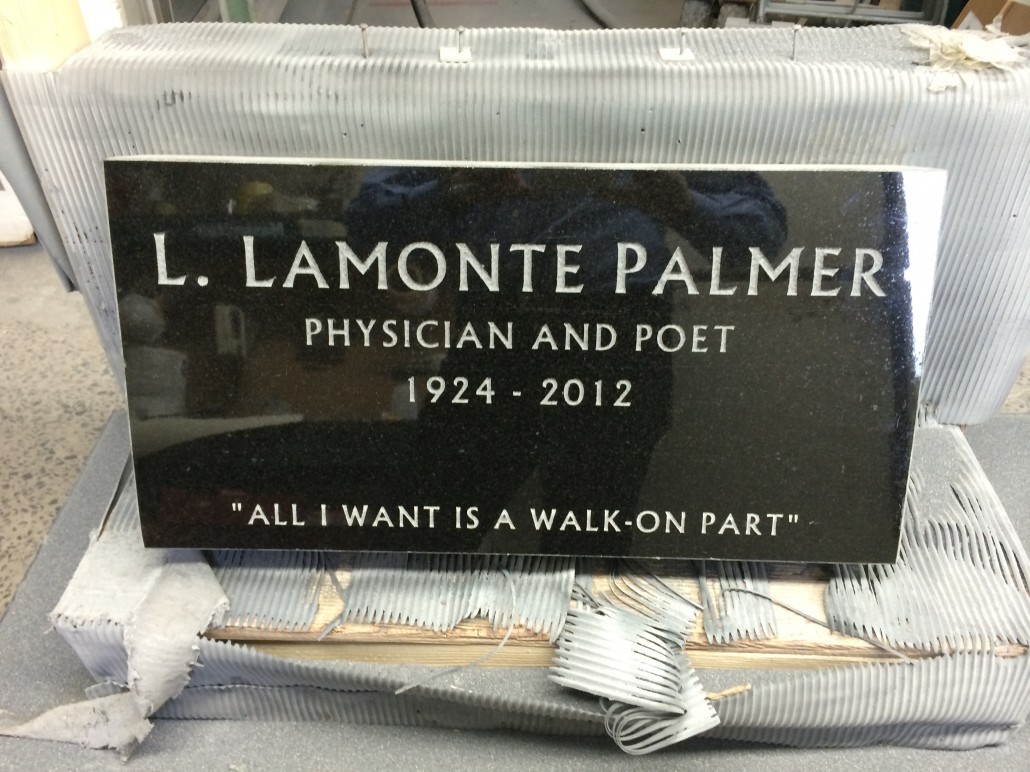 L. LAMONTE PALMER
PHYSICIAN AND POET
1924 - 2012
"ALL I WANT IS A WALK-ON PART"